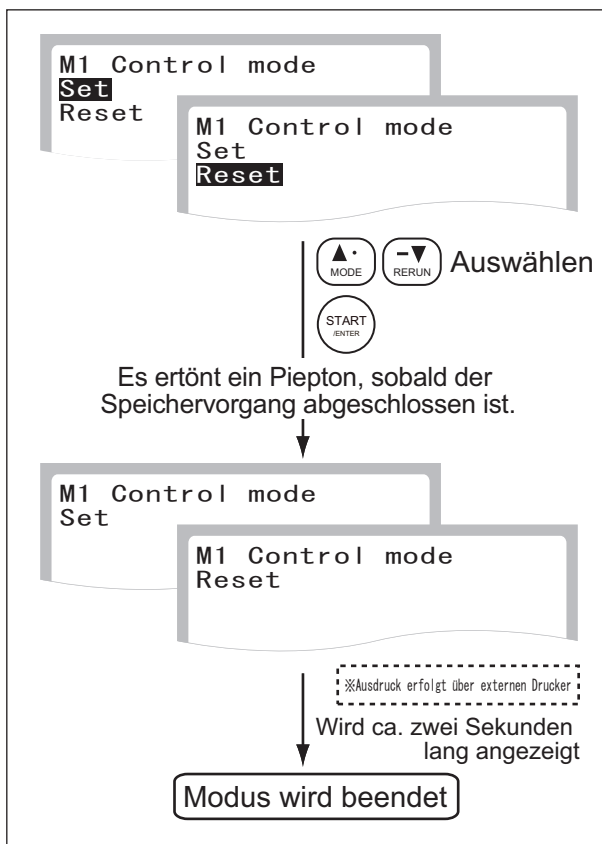 M1 Control mode
Set
Reset
M1 Control mode
Set
Reset
▲・
MODE
−▼
RERUN
Auswählen
START
/ENTER
Es ertönt ein Piepton, sobald der
Speichervorgang abgeschlossen ist.
M1 Control mode
Set
M1 Control mode
Reset
※Ausdruck erfolgt über externen Drucker
Wird ca. zwei Sekunden
lang angezeigt
Modus wird beendet